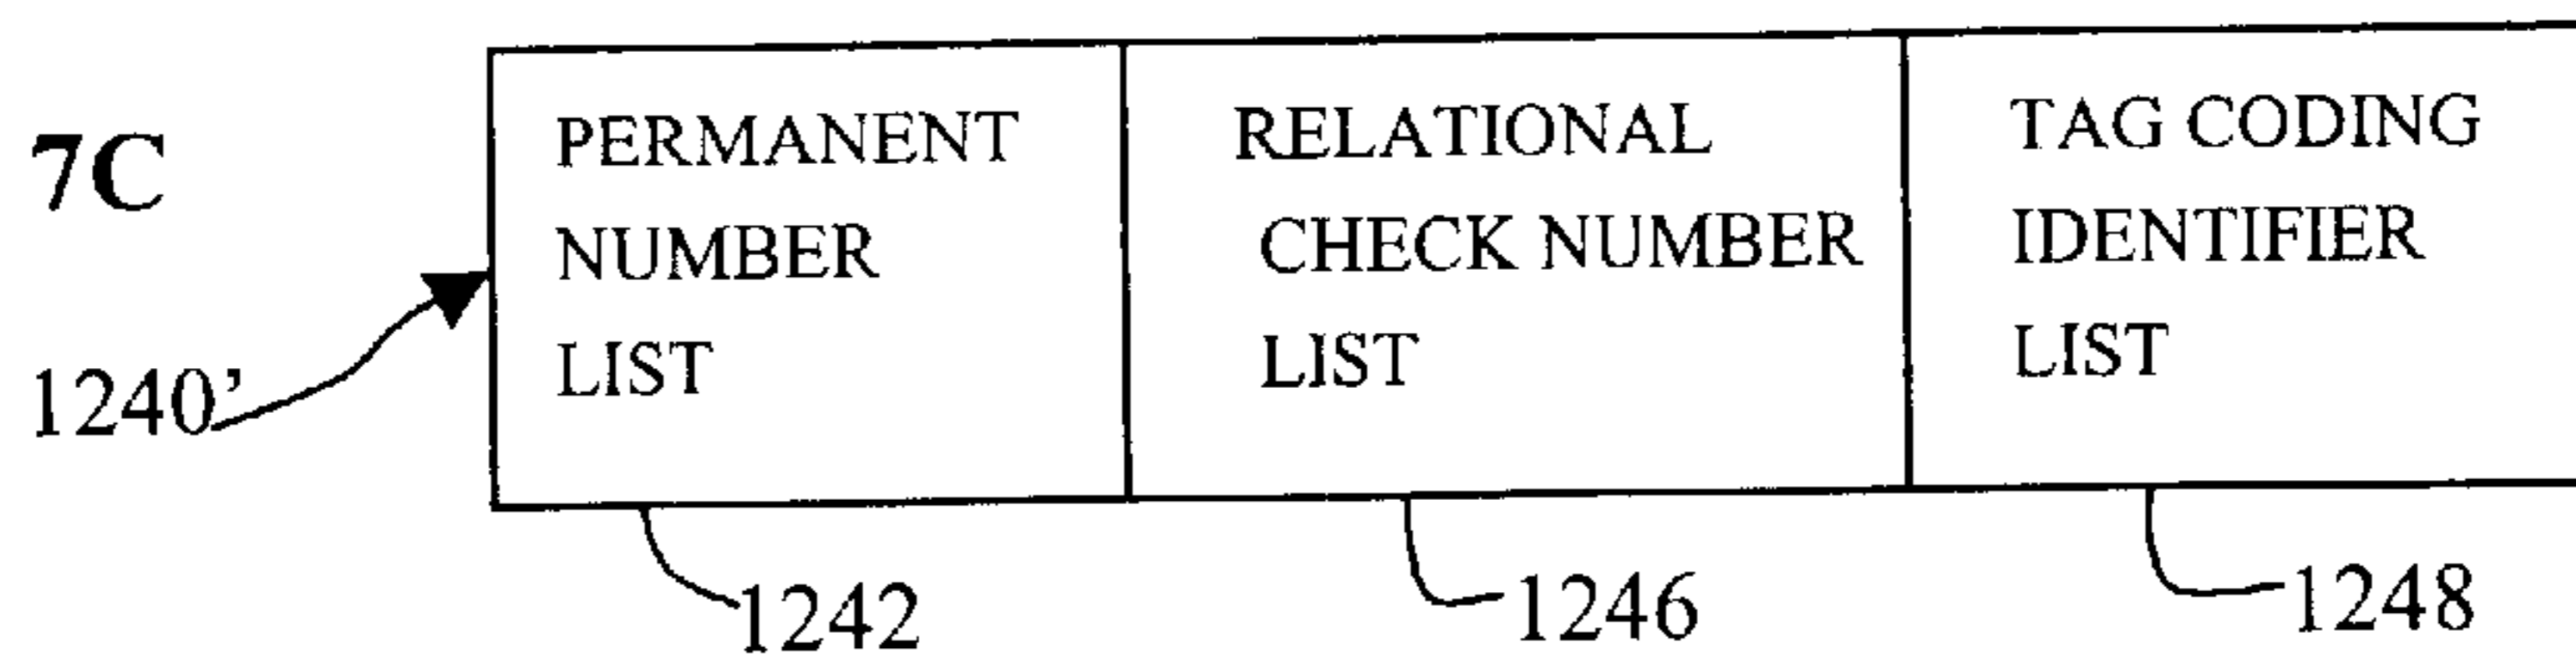 7C
1240’
PERMANENT
NUMBER
LIST
RELATIONAL
CHECK NUMBER
LIST
TAG CODING
IDENTIFIER
LIST
1242
1246
1248